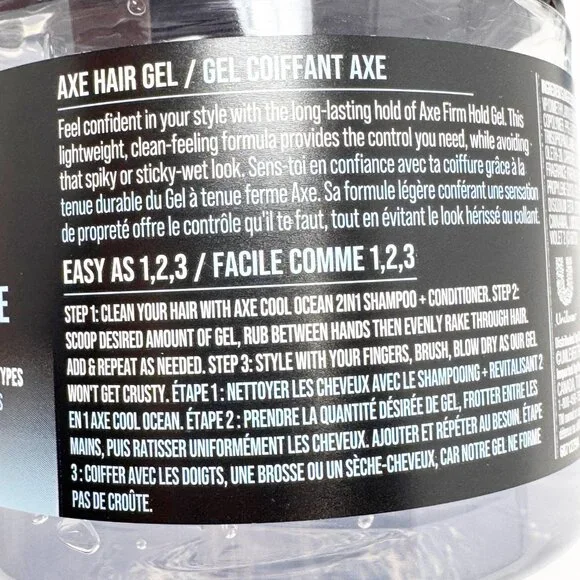 AXE HAIR GEL / GEL COIFFANT AXE
Feel confident in your style with the long-lasting hold of Axe Firm Hold Gel. This
lightweight, clean-feeling formula provides the control you need, while avoiding
that spiky or sticky-wet look. Sens-toi en confiance avec ta coiffure grâce à la
tenue durable du Gel à tenue ferme Axe. Sa formule légère conférant une sensation
de propreté offre le contrôle qu'il te faut, tout en évitant le look hérissé ou collant.
EASY AS 1,2,3 / FACILE COMME 1,2,3
STEP 1: CLEAN YOUR HAIR WITH AXE COOL OCEAN 2IN1 SHAMPOO + CONDITIONER. STEP 2:
SCOOP DESIRED AMOUNT OF GEL, RUB BETWEEN HANDS THEN EVENLY RAKE THROUGH HAIR.
ADD & REPEAT AS NEEDED. STEP 3: STYLE WITH YOUR FINGERS, BRUSH, BLOW DRY AS OUR GEL
WON'T GET CRUSTY. ÉTAPE 1 : NETTOYER LES CHEVEUX AVEC LE SHAMPOOING + REVITALISANT 2
EN 1 AXE COOL OCEAN. ÉTAPE 2 : PRENDRE LA QUANTITÉ DÉSIRÉE DE GEL, FROTTER ENTRE LES
MAINS, PUIS RATISSER UNIFORMÉMENT LES CHEVEUX. AJOUTER ET RÉPÉTER AU BESOIN. ÉTAPE
3 : COIFFER AVEC LES DOIGTS, UNE BROSSE OU UN SÈCHE-CHEVEUX, CAR NOTRE GEL NE FORME
PAS DE CROÛTE.
E
YPES
S